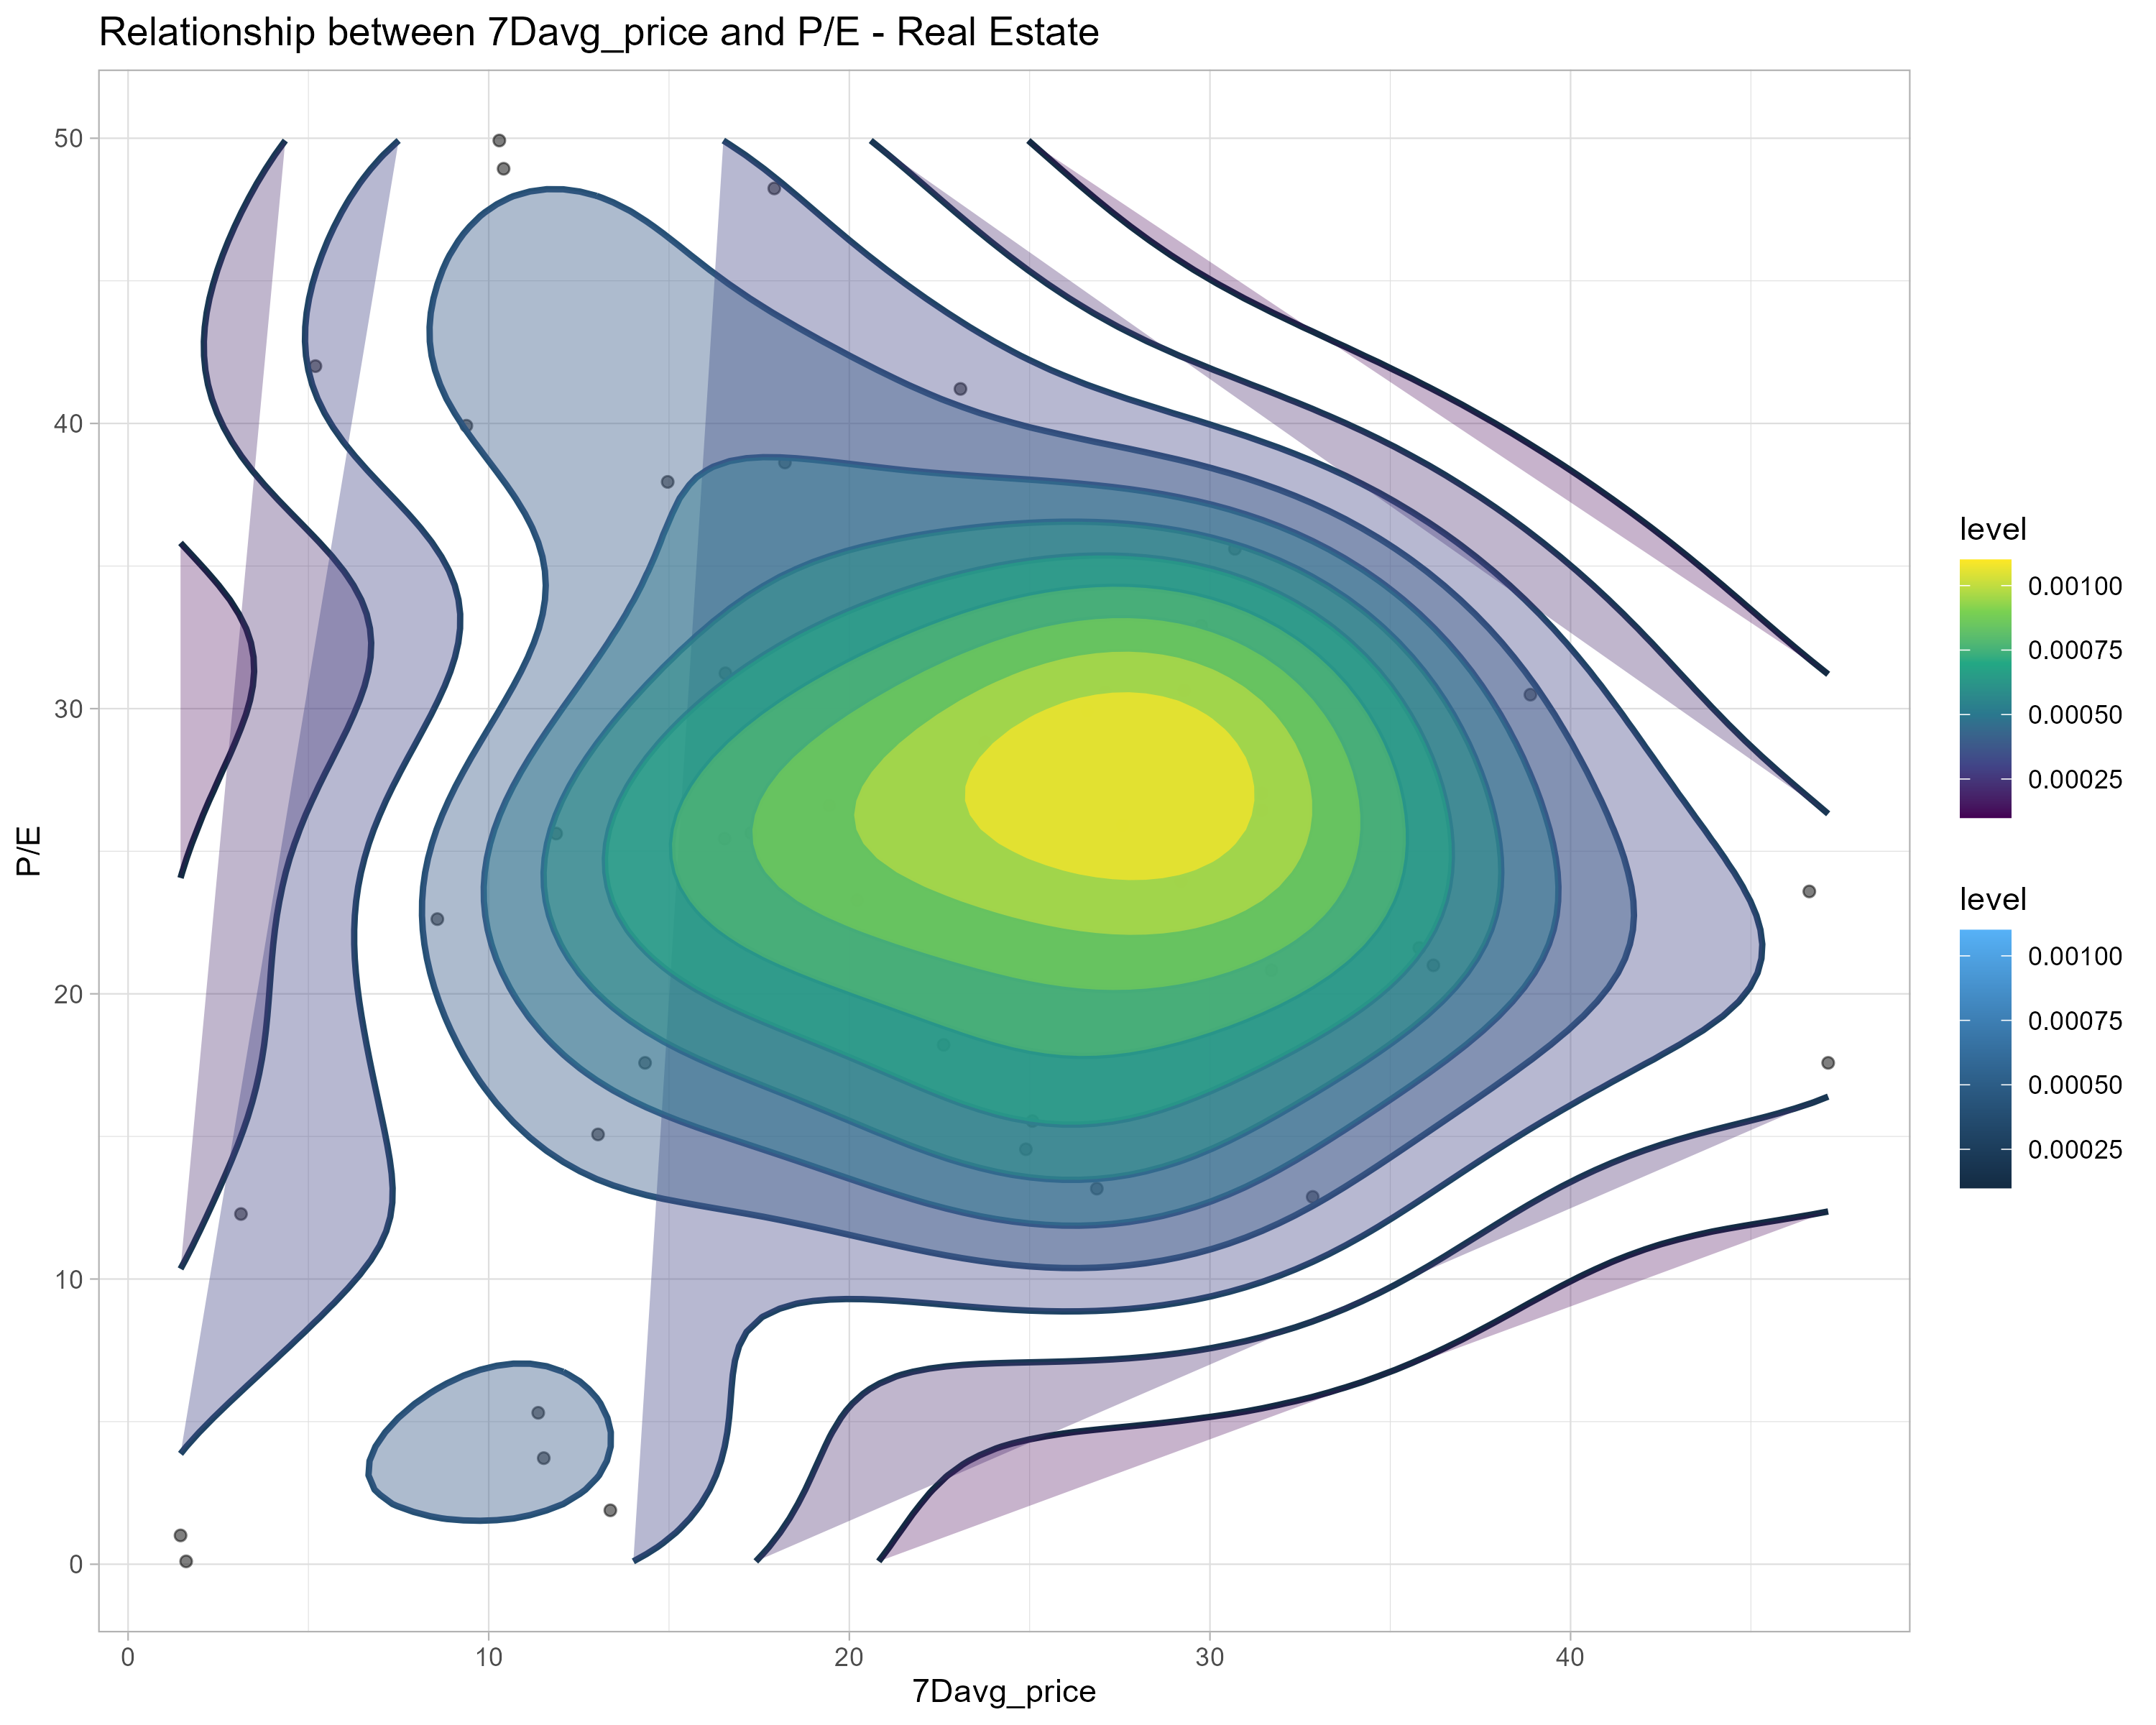 Relationship between 7Davg_price and P/E - Real Estate
50
40
30
20
10
0
P/E
0 10 20 30 40
7Davg_price
level
0.00100
0.00075
0.00050
0.00025
level
0.00100
0.00075
0.00050
0.00025